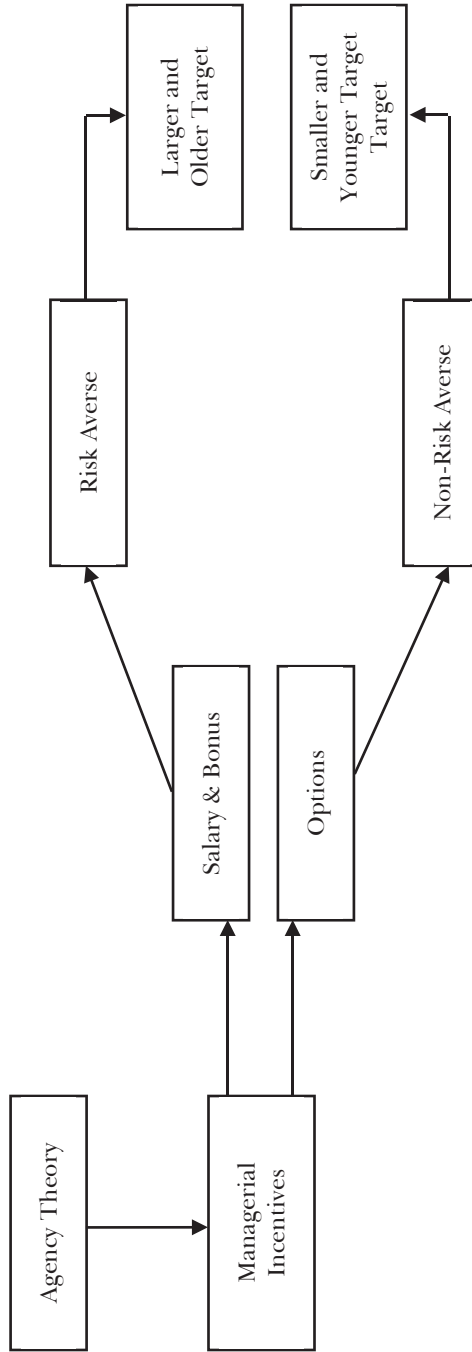 Agency Theory
Managerial
Incentives
Salary & Bonus
Options
Risk Averse
Non-Risk Averse
Larger and
Older Target
Smaller and
Younger Target
Target